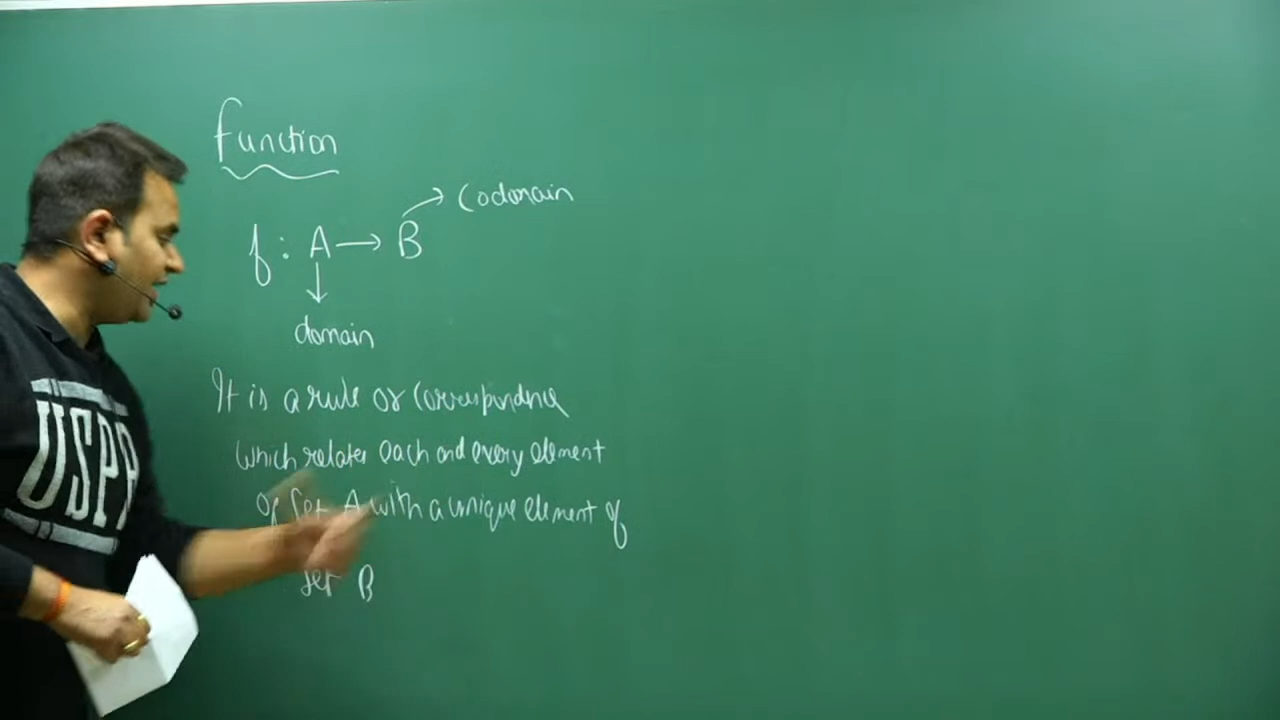 Function
f : A → B → Codomain
↓
domain
It is a rule or Correspondence
which relates each and every element
of Set A with a unique element of
set B
USPA